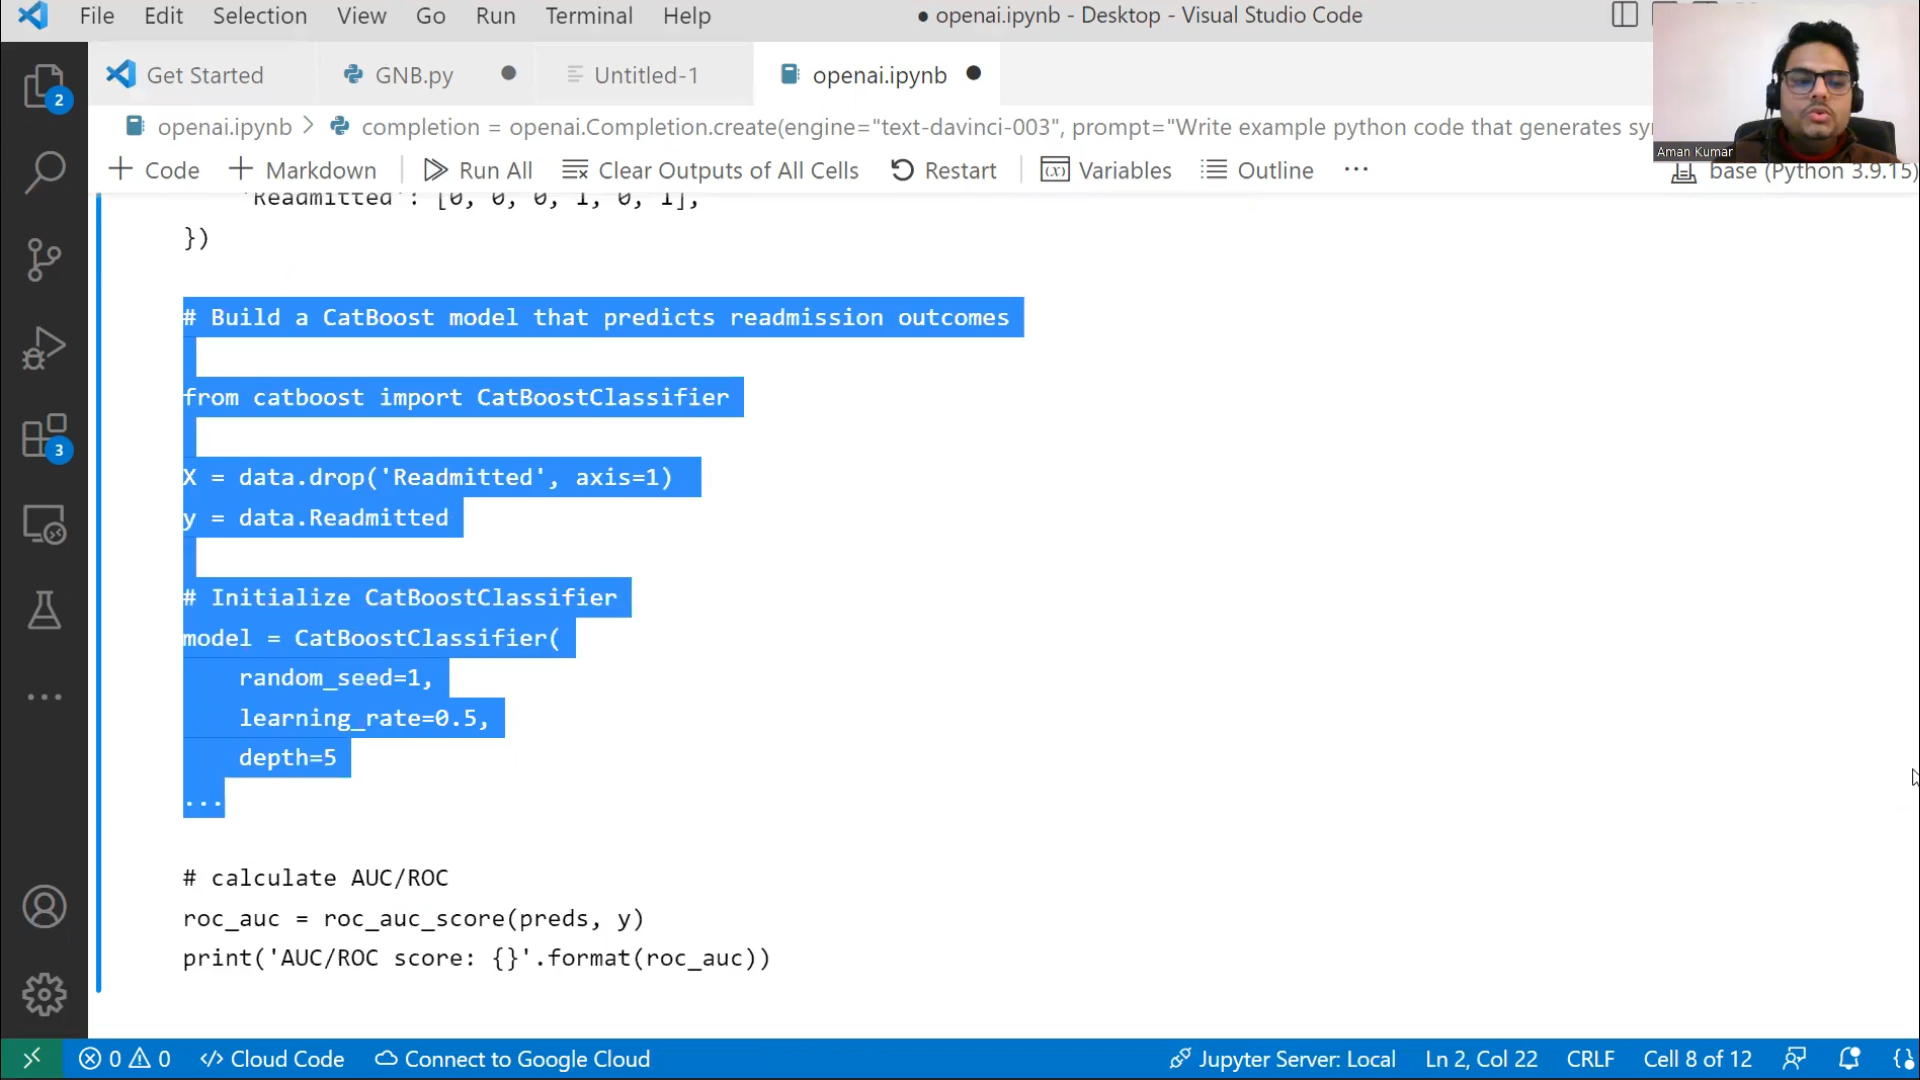 File Edit Selection View Go Run Terminal Help
● openai.ipynb - Desktop - Visual Studio Code
Get Started
GNB.py
Untitled-1
openai.ipynb
openai.ipynb > completion = openai.Completion.create(engine="text-davinci-003", prompt="Write example python code that generates
+ Code + Markdown Run All Clear Outputs of All Cells Restart Variables Outline ...
base (Python 3.9.15)
Aman Kumar
2
3
'Readmitted': [0, 0, 0, 1, 0, 1],
})
# Build a CatBoost model that predicts readmission outcomes
from catboost import CatBoostClassifier
X = data.drop('Readmitted', axis=1)
y = data.Readmitted
# Initialize CatBoostClassifier
model = CatBoostClassifier(
random_seed=1,
learning_rate=0.5,
depth=5
...
# calculate AUC/ROC
roc_auc = roc_auc_score(preds, y)
print('AUC/ROC score: {}'.format(roc_auc))
0 0 Cloud Code Connect to Google Cloud
Jupyter Server: Local Ln 2, Col 22 CRLF Cell 8 of 12